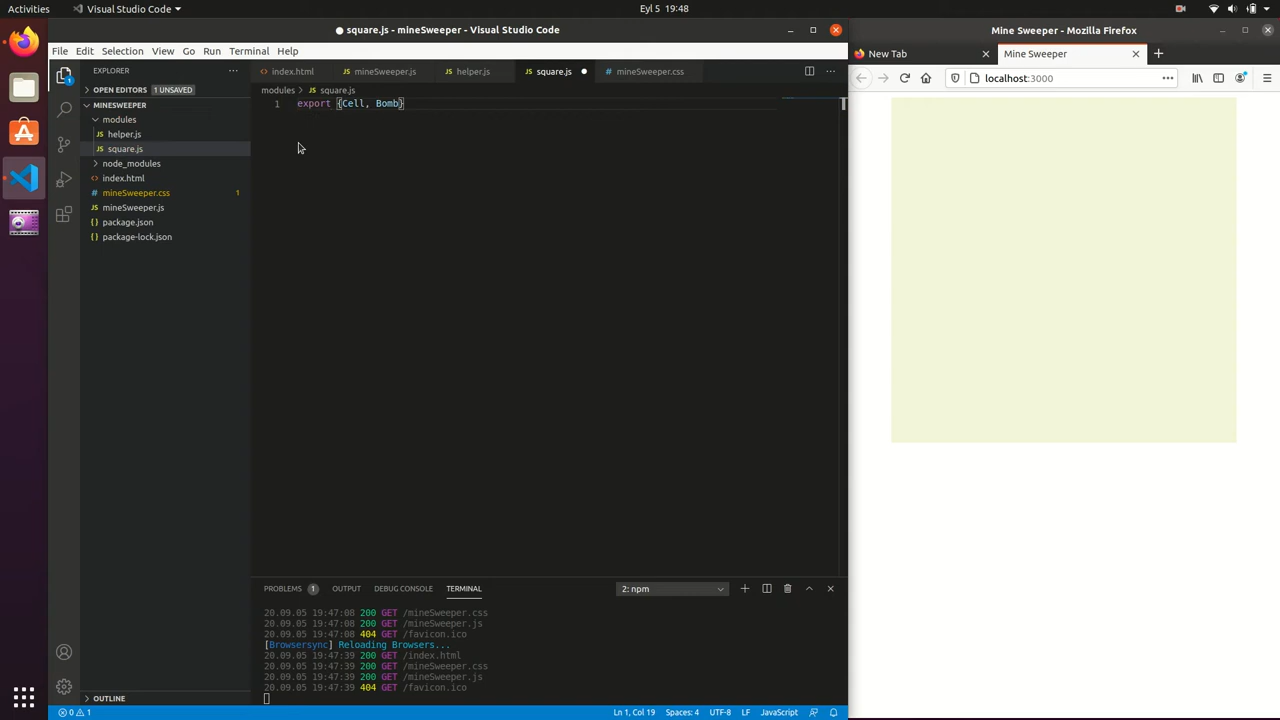 Activities
Visual Studio Code
Eyl 5 19:48
square.js - mineSweeper - Visual Studio Code
File Edit Selection View Go Run Terminal Help
EXPLORER
OPEN EDITORS 1 UNSAVED
MINESWEEPER
modules
helper.js
square.js
node_modules
index.html
mineSweeper.css 1
mineSweeper.js
package.json
package-lock.json
OUTLINE
index.html
mineSweeper.js
helper.js
square.js
mineSweeper.css
modules > square.js
1 export {Cell, Bomb}
PROBLEMS 1 OUTPUT DEBUG CONSOLE TERMINAL
2: npm
20.09.05 19:47:08 200 GET /mineSweeper.css
20.09.05 19:47:08 200 GET /mineSweeper.js
20.09.05 19:47:08 404 GET /favicon.ico
[Browsersync] Reloading Browsers...
20.09.05 19:47:39 200 GET /index.html
20.09.05 19:47:39 200 GET /mineSweeper.css
20.09.05 19:47:39 200 GET /mineSweeper.js
20.09.05 19:47:39 404 GET /favicon.ico
0 1
Ln 1, Col 19 Spaces: 4 UTF-8 LF JavaScript
Mine Sweeper - Mozilla Firefox
New Tab
Mine Sweeper
localhost:3000
1